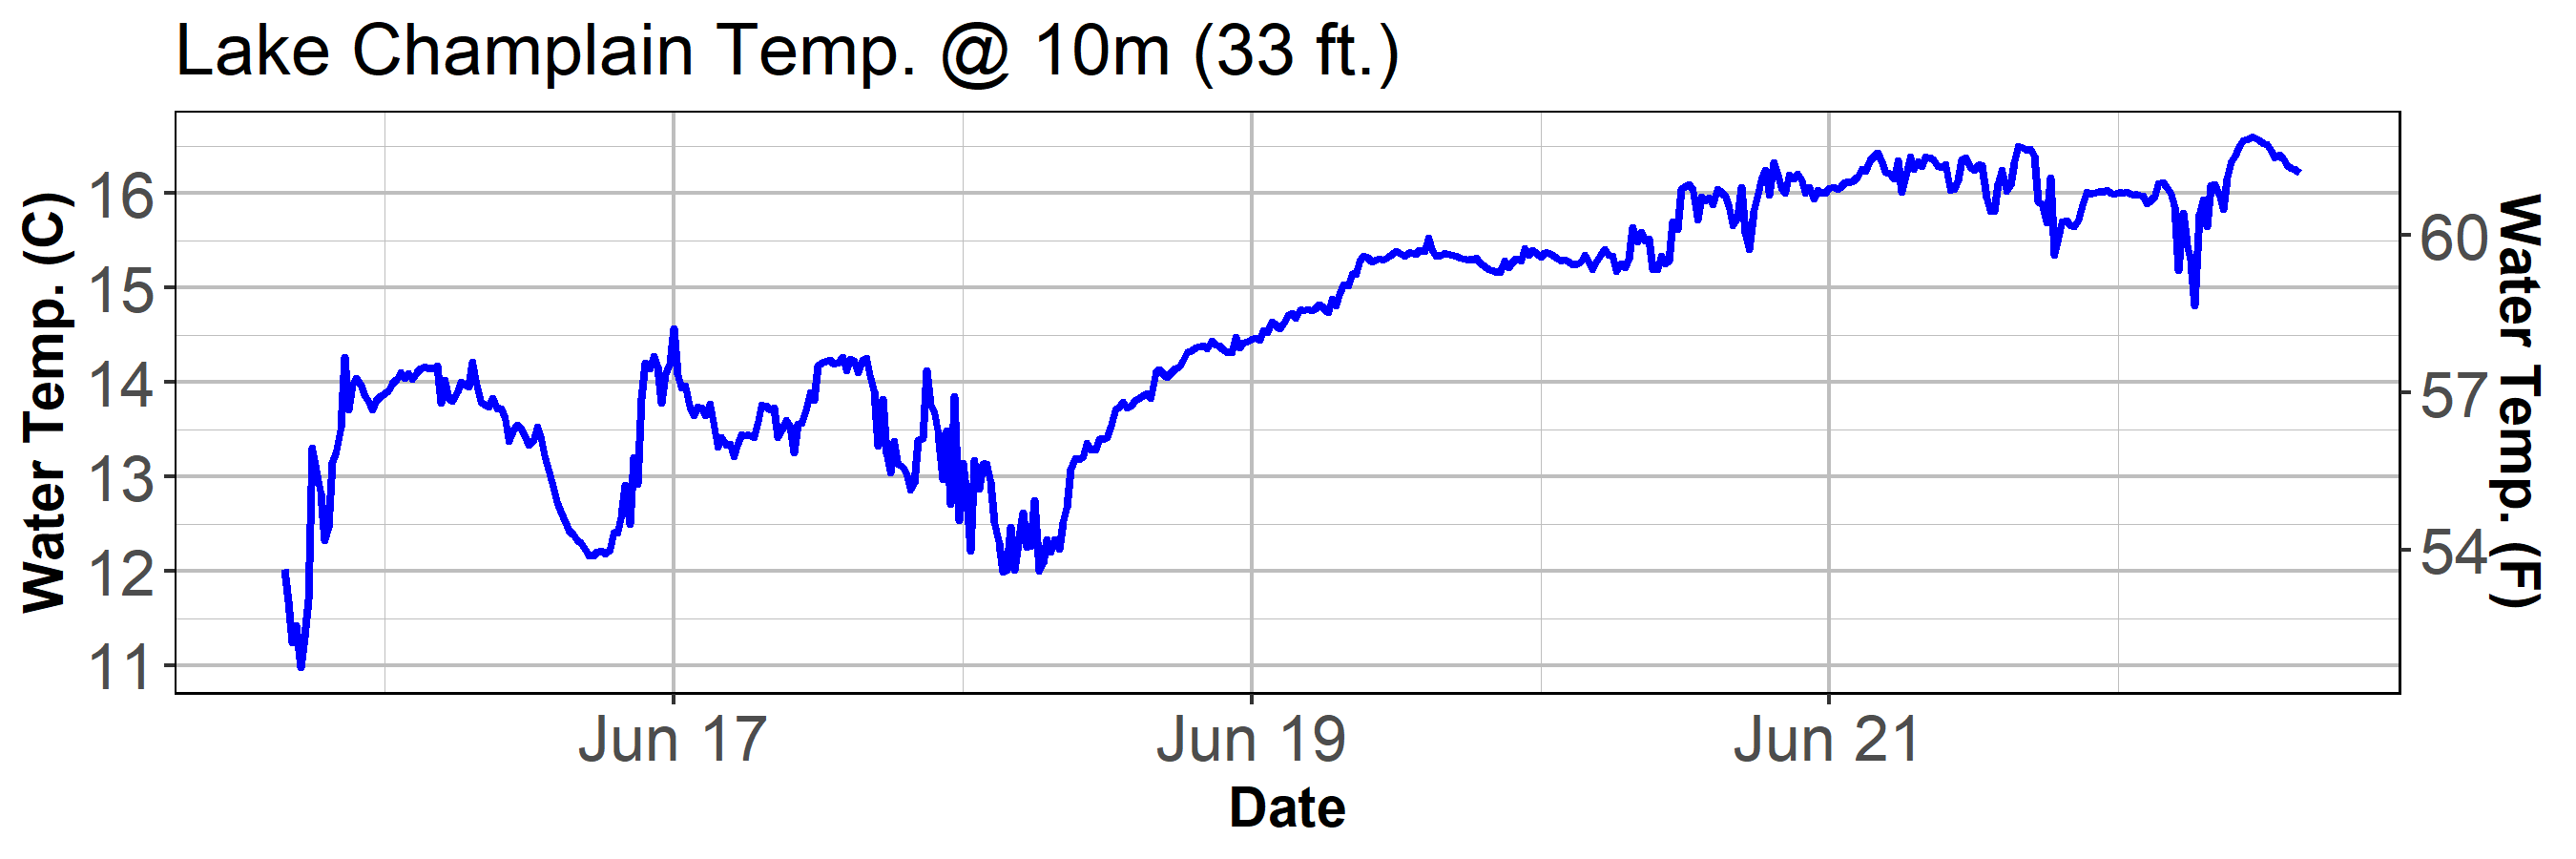 Lake Champlain Temp. @ 10m (33 ft.)
Water Temp. (C)
16
15
14
13
12
11
60
57
54
Water Temp. (F)
Jun 17
Jun 19
Jun 21
Date